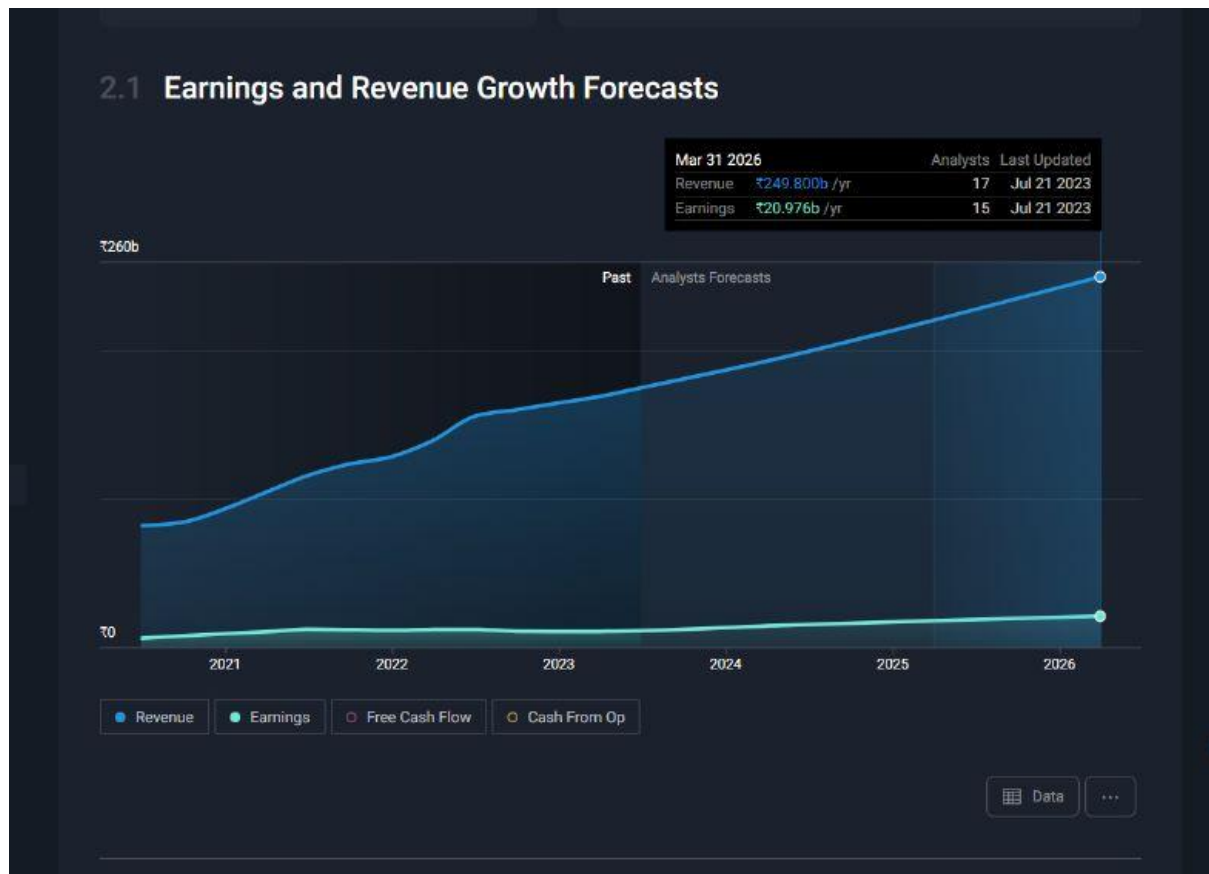 2.1 Earnings and Revenue Growth Forecasts
Mar 31 2026 Analysts Last Updated
Revenue ₹249.800b /yr 17 Jul 21 2023
Earnings ₹20.976b /yr 15 Jul 21 2023
₹260b
Past Analysts Forecasts
₹0
2021 2022 2023 2024 2025 2026
Revenue Earnings Free Cash Flow Cash From Op
Data ...